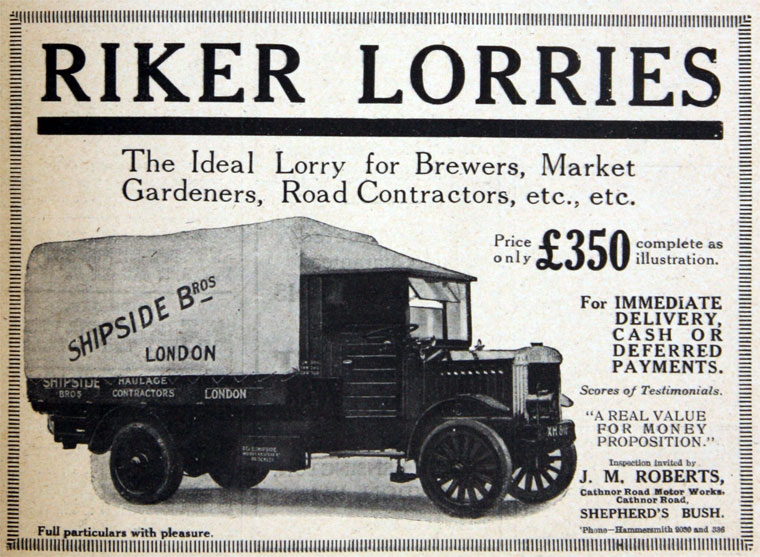 RIKER LORRIES
The Ideal Lorry for Brewers, Market
Gardeners, Road Contractors, etc., etc.
Price only £350 complete as illustration.
SHIPSIDE BROS
LONDON
SHIPSIDE BROS HAULAGE CONTRACTORS LONDON
For IMMEDIATE
DELIVERY,
CASH OR
DEFERRED
PAYMENTS.
Scores of Testimonials.
"A REAL VALUE
FOR MONEY
PROPOSITION."
Inspection invited by
J. M. ROBERTS,
Cathnor Road Motor Works,
Cathnor Road,
SHEPHERD'S BUSH.
'Phone—Hammersmith 2080 and 336
Full particulars with pleasure.